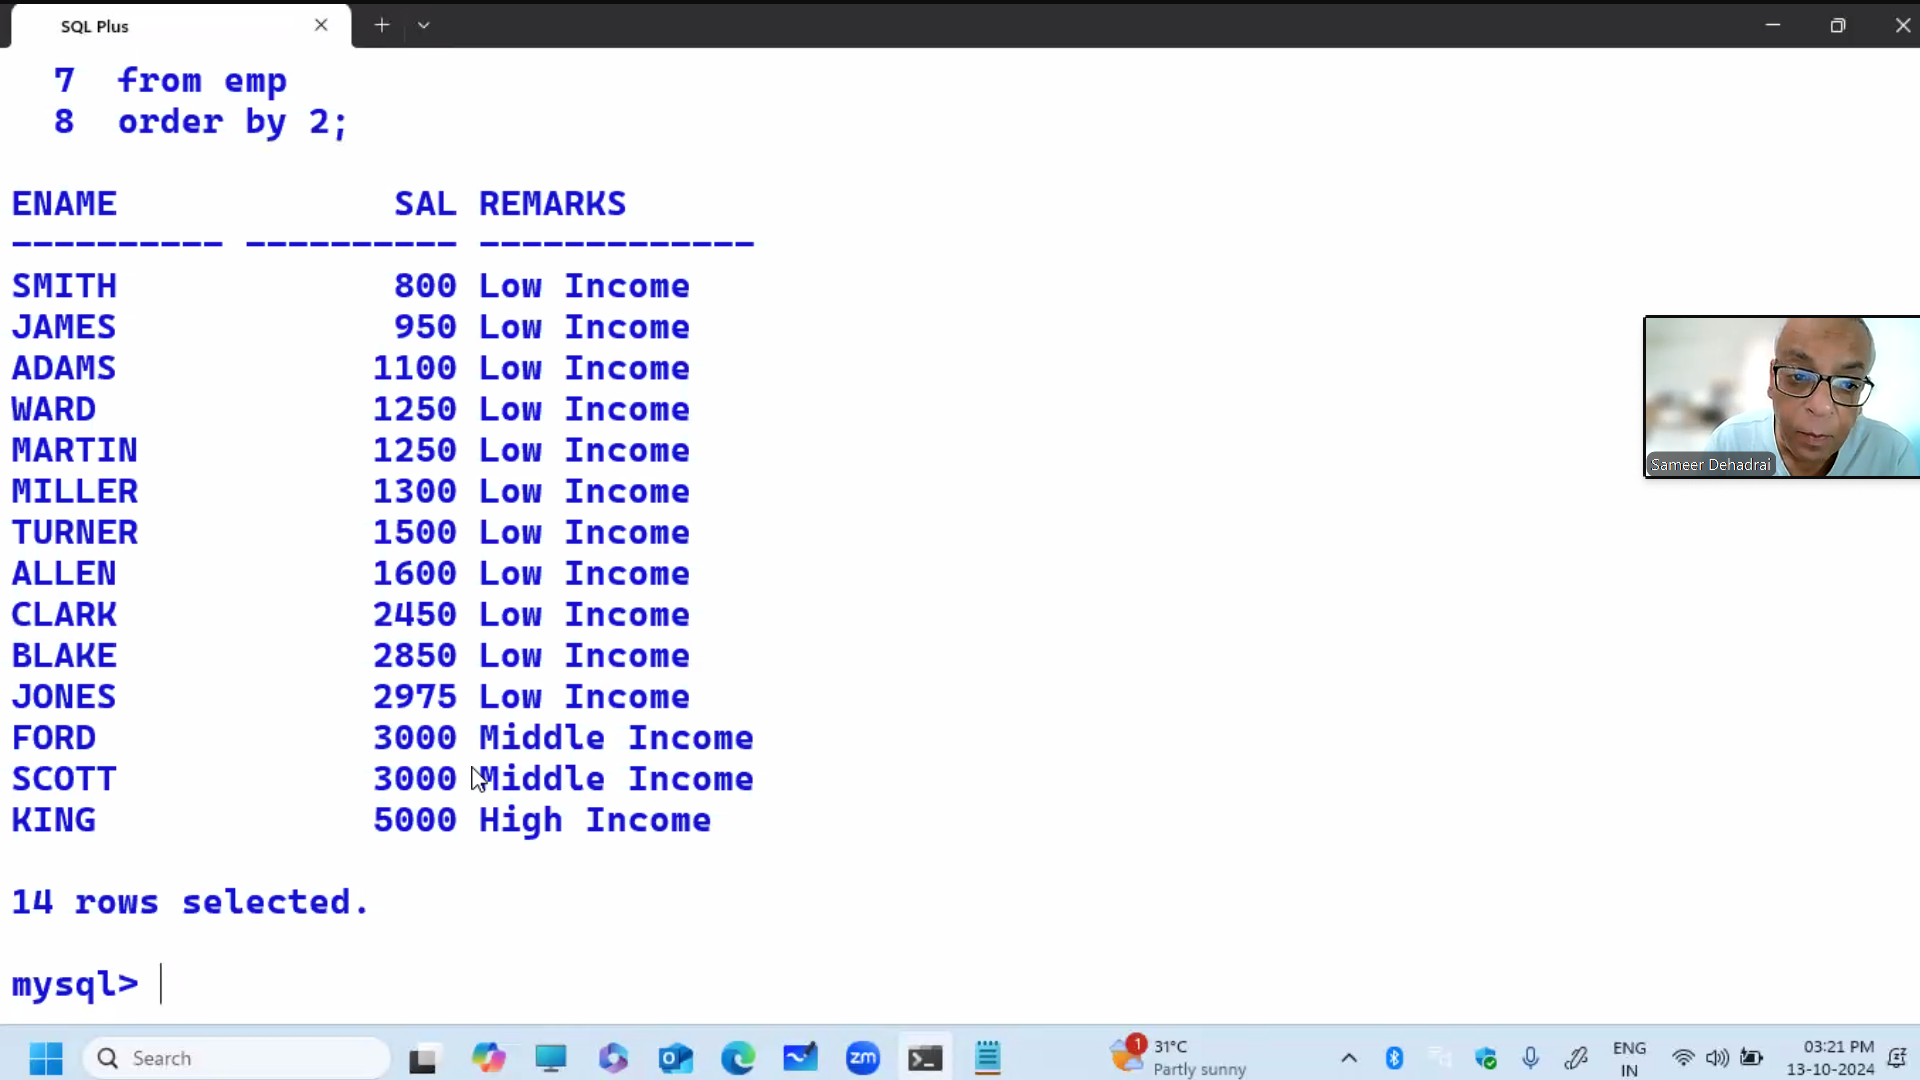 SQL Plus
7 from emp
8 order by 2;
ENAME SAL REMARKS
---------- ---------- -------------
SMITH 800 Low Income
JAMES 950 Low Income
ADAMS 1100 Low Income
WARD 1250 Low Income
MARTIN 1250 Low Income
MILLER 1300 Low Income
TURNER 1500 Low Income
ALLEN 1600 Low Income
CLARK 2450 Low Income
BLAKE 2850 Low Income
JONES 2975 Low Income
FORD 3000 Middle Income
SCOTT 3000 Middle Income
KING 5000 High Income
14 rows selected.
mysql>
Sameer Dehadrai
Search
zm
1
31°C
Partly sunny
ENG
IN
03:21 PM
13-10-2024